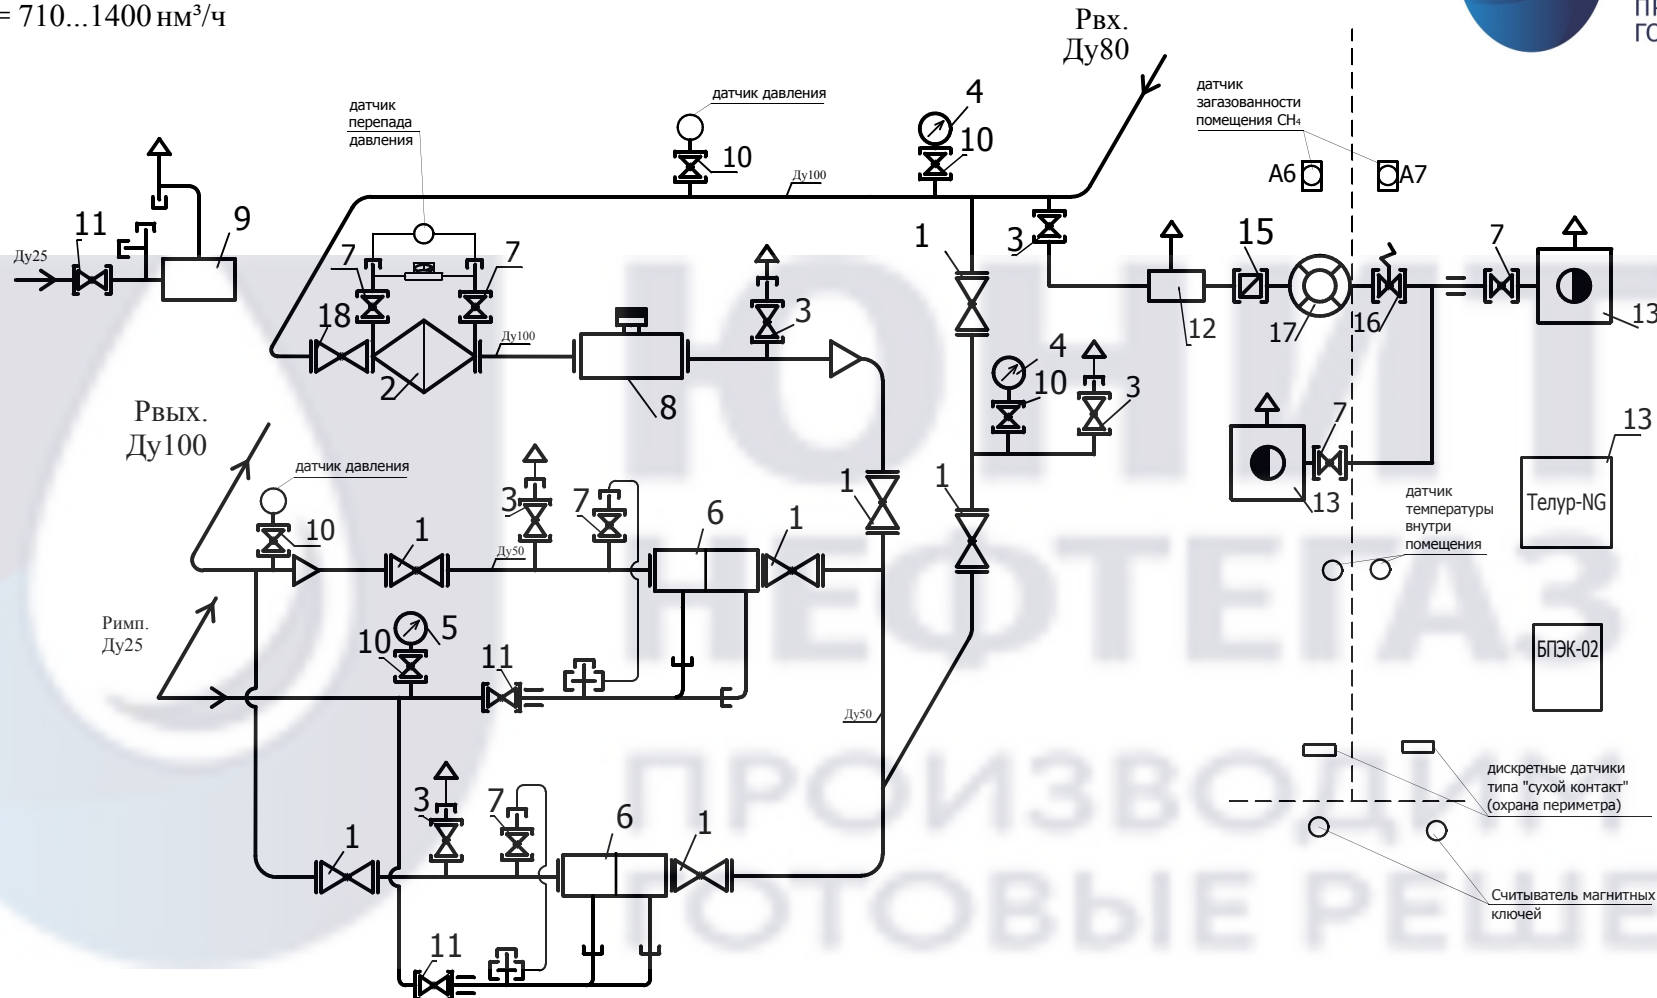 = 710...1400 нм³/ч
Рвх.
Ду80
датчик давления
4
10
датчик
загазованности
помещения CH₄
датчик
перепада
давления
10
Ду100
А6
А7
11
9
Ду25
7
7
1
3
15
7
18
Ду100
3
12
17
16
13
2
8
4
10
3
Рвых.
Ду100
7
13
13
датчик давления
10
1
3
7
Ду50
6
1
1
1
датчик
температуры
внутри
помещения
Телур-NG
Римп.
Ду25
10
5
11
БПЭК-02
Ду50
дискретные датчики
типа "сухой контакт"
(охрана периметра)
3
7
6
1
1
Считыватель магнитных
ключей
11
ЮНИТ
НЕФТЕГАЗ
ПРОИЗВОДИМ
ГОТОВЫЕ РЕШЕ